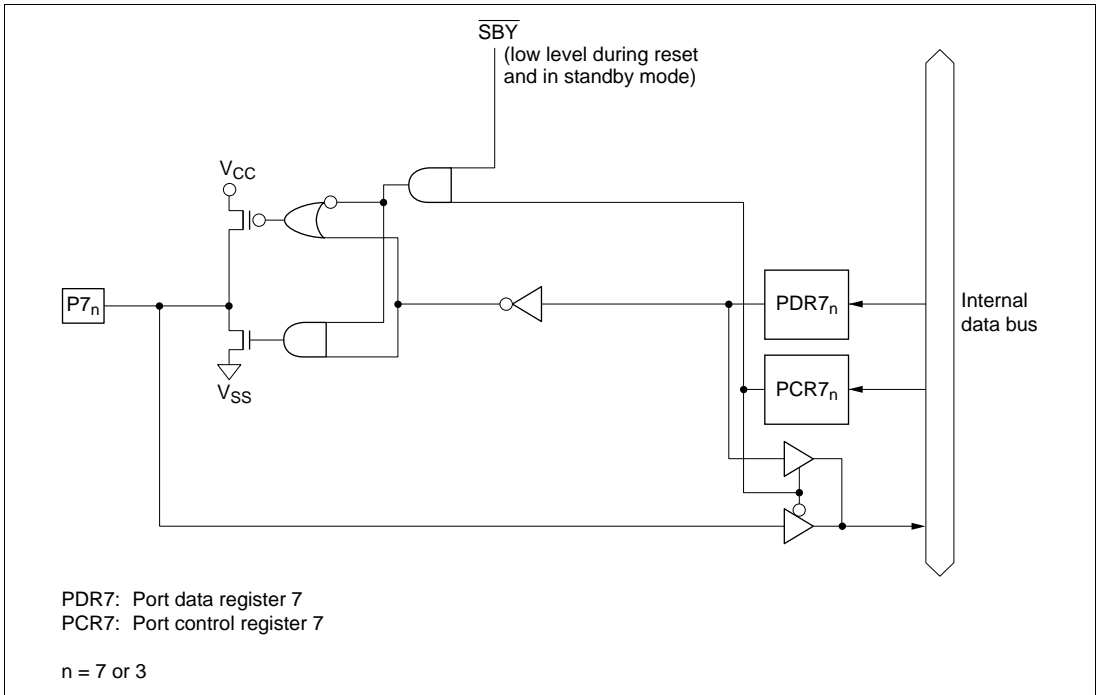 SBY
(low level during reset
and in standby mode)
VCC
P7n
VSS
PDR7n
PCR7n
Internal
data bus
PDR7: Port data register 7
PCR7: Port control register 7
n = 7 or 3